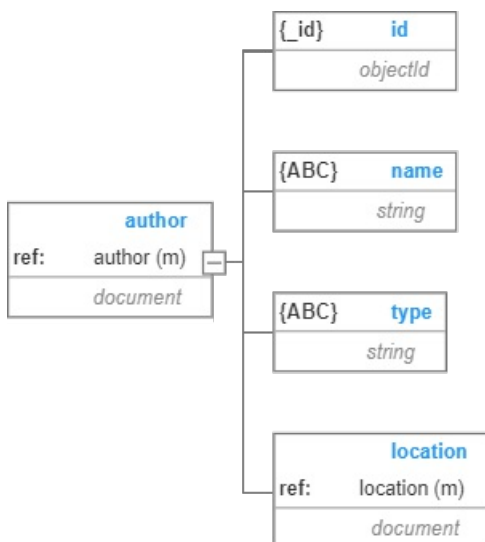 {_id} id
objectId
{ABC} name
string
author
ref: author (m)
document
{ABC} type
string
location
ref: location (m)
document